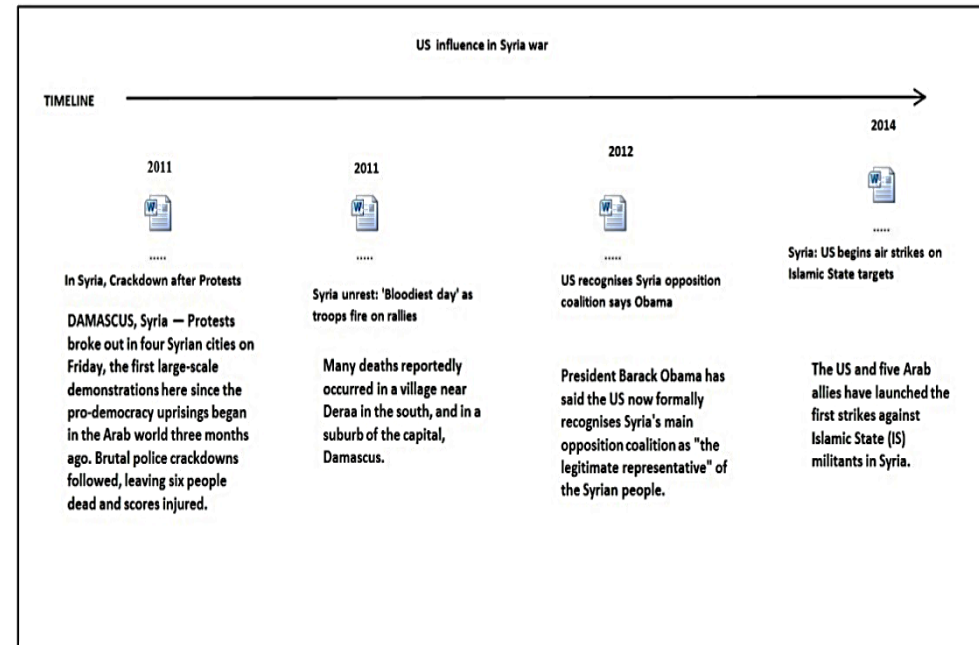 US influence in Syria war
TIMELINE
2011
W
.....
In Syria, Crackdown after Protests
DAMASCUS, Syria — Protests
broke out in four Syrian cities on
Friday, the first large-scale
demonstrations here since the
pro-democracy uprisings began
in the Arab world three months
ago. Brutal police crackdowns
followed, leaving six people
dead and scores injured.
2011
W
.....
Syria unrest: 'Bloodiest day' as
troops fire on rallies
Many deaths reportedly
occurred in a village near
Deraa in the south, and in a
suburb of the capital,
Damascus.
2012
W
.....
US recognises Syria opposition
coalition says Obama
President Barack Obama has
said the US now formally
recognises Syria's main
opposition coalition as "the
legitimate representative" of
the Syrian people.
2014
W
.....
Syria: US begins air strikes on
Islamic State targets
The US and five Arab
allies have launched the
first strikes against
Islamic State (IS)
militants in Syria.